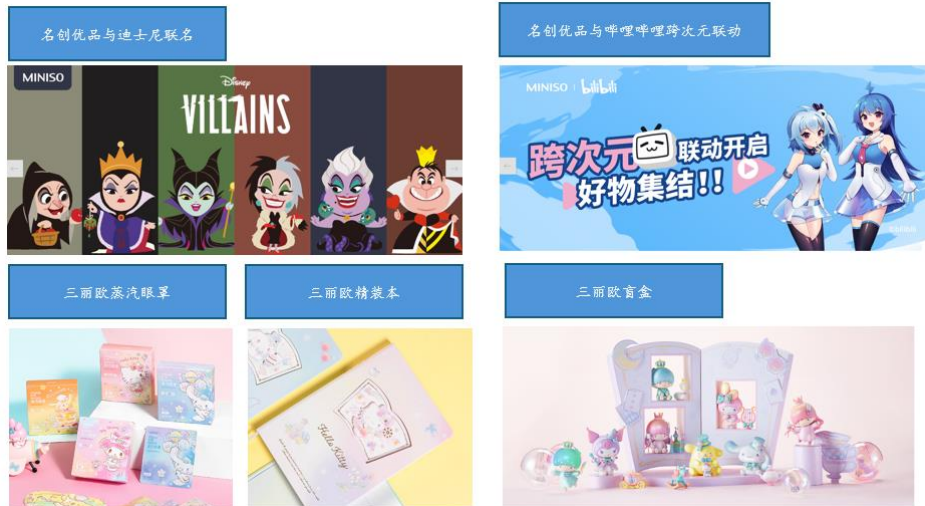 名创优品与迪士尼联名
名创优品与哔哩哔哩跨次元联动
MINISO
Disney
VILLAINS
MINISO | bilibili
跨次元 联动开启
好物集结!!
三丽欧蒸汽眼罩
三丽欧精装本
三丽欧盲盒
Hello Kitty